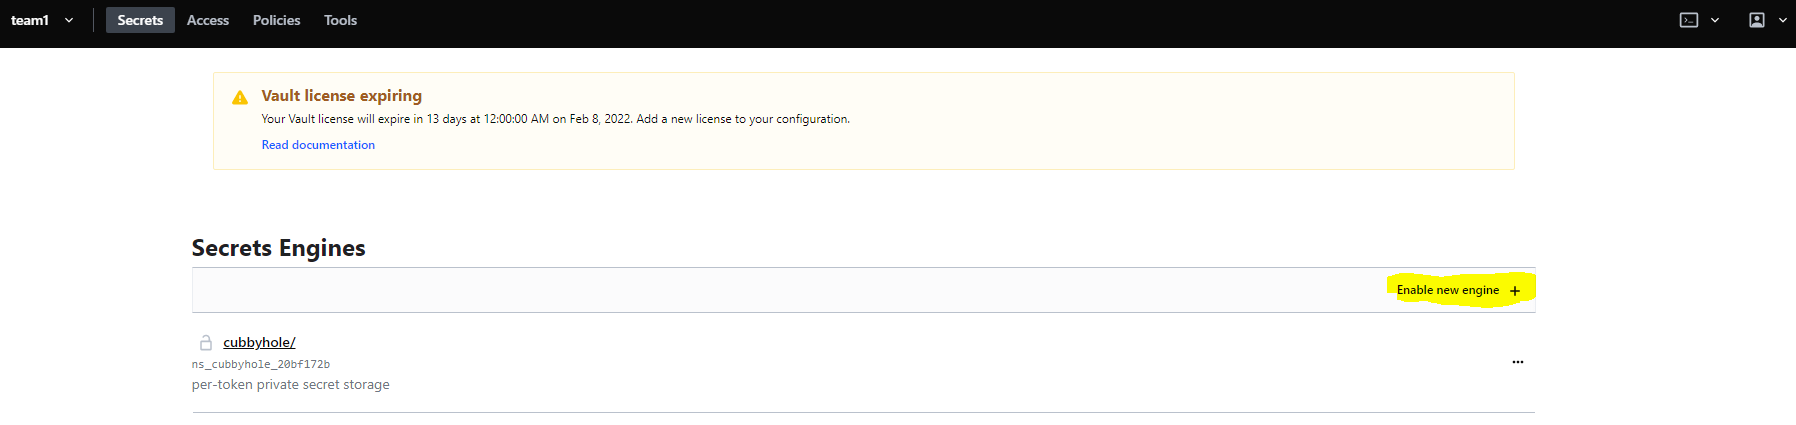 team1 Secrets Access Policies Tools
Vault license expiring
Your Vault license will expire in 13 days at 12:00:00 AM on Feb 8, 2022. Add a new license to your configuration.
Read documentation
Secrets Engines
Enable new engine +
cubbyhole/
ns_cubbyhole_20bf172b
per-token private secret storage